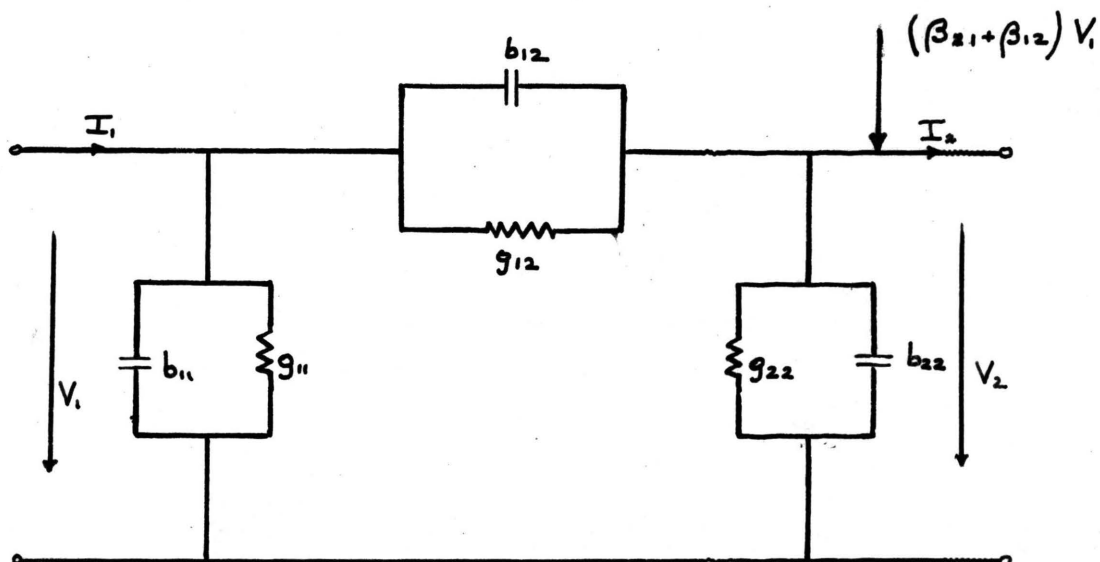 (β₂₁+β₁₂) V₁
b₁₂
I₁
I₂
g₁₂
V₁
b₁₁
g₁₁
g₂₂
b₂₂
V₂